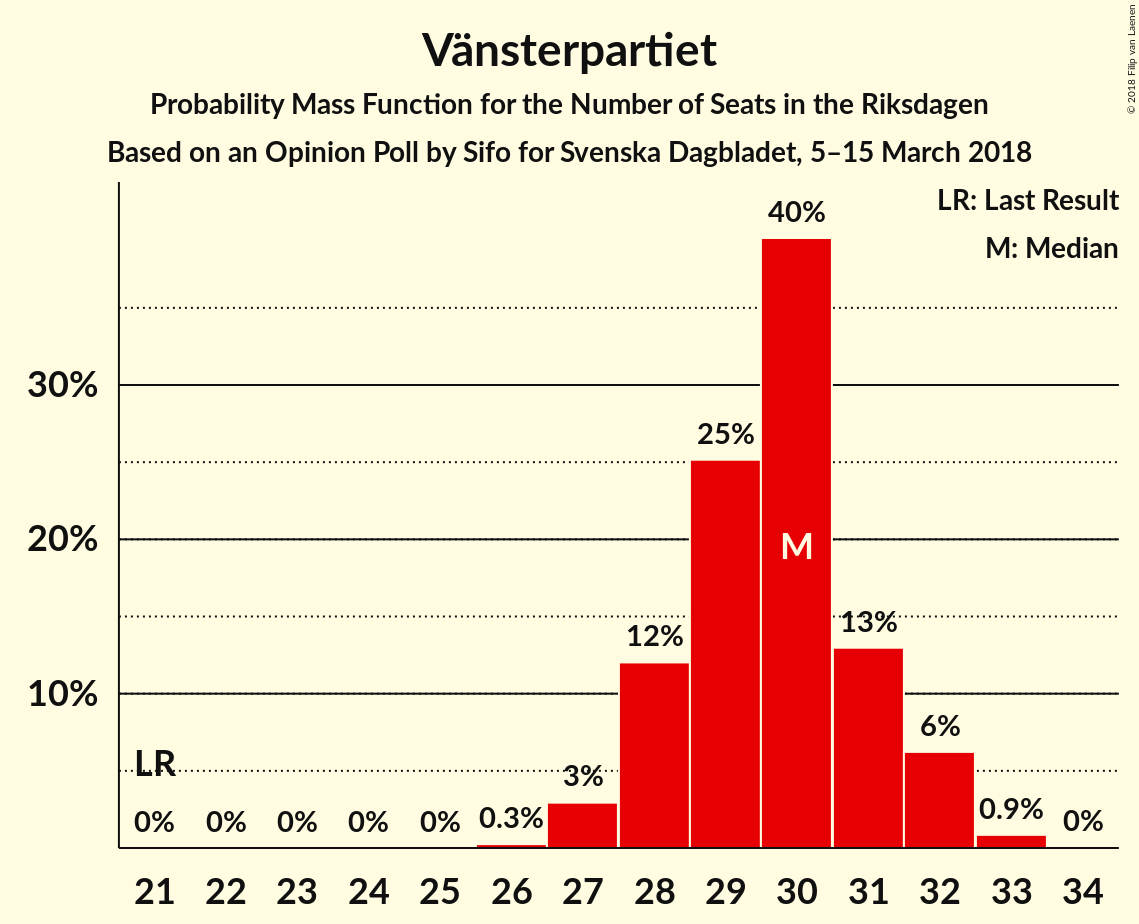 Vänsterpartiet
Probability Mass Function for the Number of Seats in the Riksdagen
Based on an Opinion Poll by Sifo for Svenska Dagbladet, 5–15 March 2018
© 2018 Filip van Laenen
LR: Last Result
M: Median
40%
30%
25%
20%
M
13%
12%
10%
6%
LR
3%
0% 0% 0% 0% 0% 0.3% 0.9% 0%
21 22 23 24 25 26 27 28 29 30 31 32 33 34